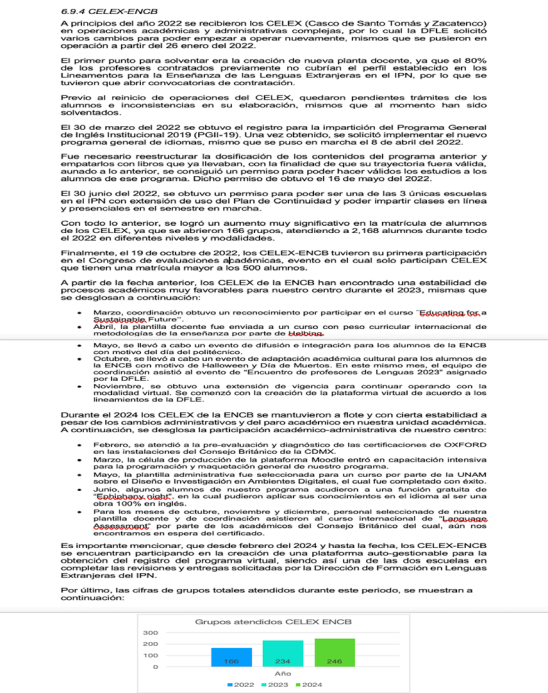 6.9.4 CELEX-ENCB
A principios del año 2022 se recibieron los CELEX (Casco de Santo Tomás y Zacatenco)
en operaciones académicas y administrativas complejas, por lo cual la DFLE solicitó
varios cambios para poder empezar a operar nuevamente, mismos que se pusieron en
operación a partir del 26 enero del 2022.
El primer punto para solventar era la creación de nueva planta docente, ya que el 80%
de los profesores contratados previamente no cubrían el perfil establecido en los
Lineamentos para la Enseñanza de las Lenguas Extranjeras en el IPN, por lo que se
tuvieron que abrir convocatorias de contratación.
Previo al reinicio de operaciones del CELEX, quedaron pendientes trámites de los
alumnos e inconsistencias en su elaboración, mismos que al momento han sido
solventados.
El 30 de marzo del 2022 se obtuvo el registro para la impartición del Programa General
de Inglés Institucional 2019 (PGII-19). Una vez obtenido, se solicitó implementar el nuevo
programa general de idiomas, mismo que se puso en marcha el 8 de abril del 2022.
Fue necesario reestructurar la dosificación de los contenidos del programa anterior y
empatarlos con libros que ya llevaban, con la finalidad de que su trayectoria fuera válida,
aunado a lo anterior, se consiguió un permiso para poder hacer válidos los estudios a los
alumnos de ese programa. Dicho permiso de obtuvo el 16 de mayo del 2022.
El 30 junio del 2022, se obtuvo un permiso para poder ser una de las 3 únicas escuelas
en el IPN con extensión de uso del Plan de Continuidad y poder impartir clases en línea
y presenciales en el semestre en marcha.
Con todo lo anterior, se logró un aumento muy significativo en la matrícula de alumnos
de los CELEX, ya que se abrieron 166 grupos, atendiendo a 2,168 alumnos durante todo
el 2022 en diferentes niveles y modalidades.
Finalmente, el 19 de octubre de 2022, los CELEX-ENCB tuvieron su primera participación
en el Congreso de evaluaciones académicas, evento en el cual solo participan CELEX
que tienen una matrícula mayor a los 500 alumnos.
A partir de la fecha anterior, los CELEX de la ENCB han encontrado una estabilidad de
procesos académicos muy favorables para nuestro centro durante el 2023, mismas que
se desglosan a continuación:
• Marzo, coordinación obtuvo un reconocimiento por participar en el curso "Educating for a
Sustainable Future".
• Abril, la plantilla docente fue enviada a un curso con peso curricular internacional de
metodologías de la enseñanza por parte de Helbing.
• Mayo, se llevó a cabo un evento de difusión e integración para los alumnos de la ENCB
con motivo del día del politécnico.
• Octubre, se llevó a cabo un evento de adaptación académica cultural para los alumnos de
la ENCB con motivo de Halloween y Día de Muertos. En este mismo mes, el equipo de
coordinación asistió al evento de "Encuentro de profesores de Lenguas 2023" asignado
por la DFLE.
• Noviembre, se obtuvo una extensión de vigencia para continuar operando con la
modalidad virtual. Se comenzó con la creación de la plataforma virtual de acuerdo a los
lineamientos de la DFLE.
Durante el 2024 los CELEX de la ENCB se mantuvieron a flote y con cierta estabilidad a
pesar de los cambios administrativos y del paro académico en nuestra unidad académica.
A continuación, se desglosa la participación académico-administrativa de nuestro centro:
• Febrero, se atendió a la pre-evaluación y diagnóstico de las certificaciones de OXFORD
en las instalaciones del Consejo Británico de la CDMX.
• Marzo, la célula de producción de la plataforma Moodle entró en capacitación intensiva
para la programación y maquetación general de nuestro programa.
• Mayo, la plantilla administrativa fue seleccionada para un curso por parte de la UNAM
sobre el Diseño e Investigación en Ambientes Digitales, el cual fue completado con éxito.
• Junio, algunos alumnos de nuestro programa acudieron a una función gratuita de
en la cual pudieron aplicar sus conocimientos en el idioma al ser una
obra 100% en inglés.
• Para los meses de octubre, noviembre y diciembre, personal seleccionado de nuestra
plantilla docente y de coordinación asistieron al curso internacional de "Language
Assessment" por parte de los académicos del Consejo Británico del cual, aún nos
encontramos en espera del certificado.
Es importante mencionar, que desde febrero del 2024 y hasta la fecha, los CELEX-ENCB
se encuentran participando en la creación de una plataforma auto-gestionable para la
obtención del registro del programa virtual, siendo así una de las dos escuelas en
completar las revisiones y entregas solicitadas por la Dirección de Formación en Lenguas
Extranjeras del IPN.
Por último, las cifras de grupos totales atendidos durante este periodo, se muestran a
continuación:
Grupos atendidos CELEX ENCB
300
200
100
0
166
234
246
Año
2022 2023 2024